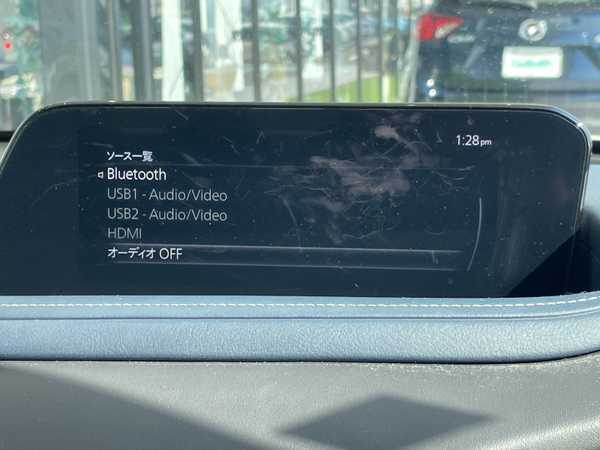 1:28pm
ソース一覧
Bluetooth
USB1 - Audio/Video
USB2 - Audio/Video
HDMI
オーディオ OFF